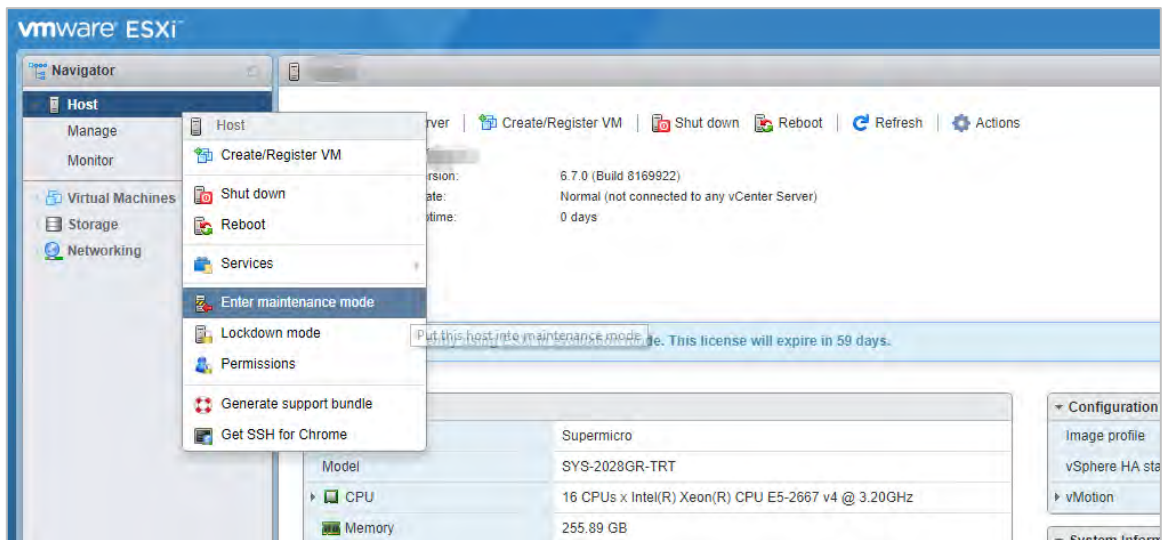 vmware ESXi
Navigator
Host
Manage
Monitor
Virtual Machines
Storage
Networking
Host
Create/Register VM
Shut down
Reboot
Services
Enter maintenance mode
Lockdown mode
Permissions
Generate support bundle
Get SSH for Chrome
Put this host into maintenance mode
rver | Create/Register VM | Shut down Reboot | Refresh | Actions
rsion: 6.7.0 (Build 8169922)
ate: Normal (not connected to any vCenter Server)
time: 0 days
de. This license will expire in 59 days.
Supermicro
Model SYS-2028GR-TRT
CPU 16 CPUs x Intel(R) Xeon(R) CPU E5-2667 v4 @ 3.20GHz
Memory 255.89 GB
Configuration
Image profile
vSphere HA sta
vMotion
System Inform